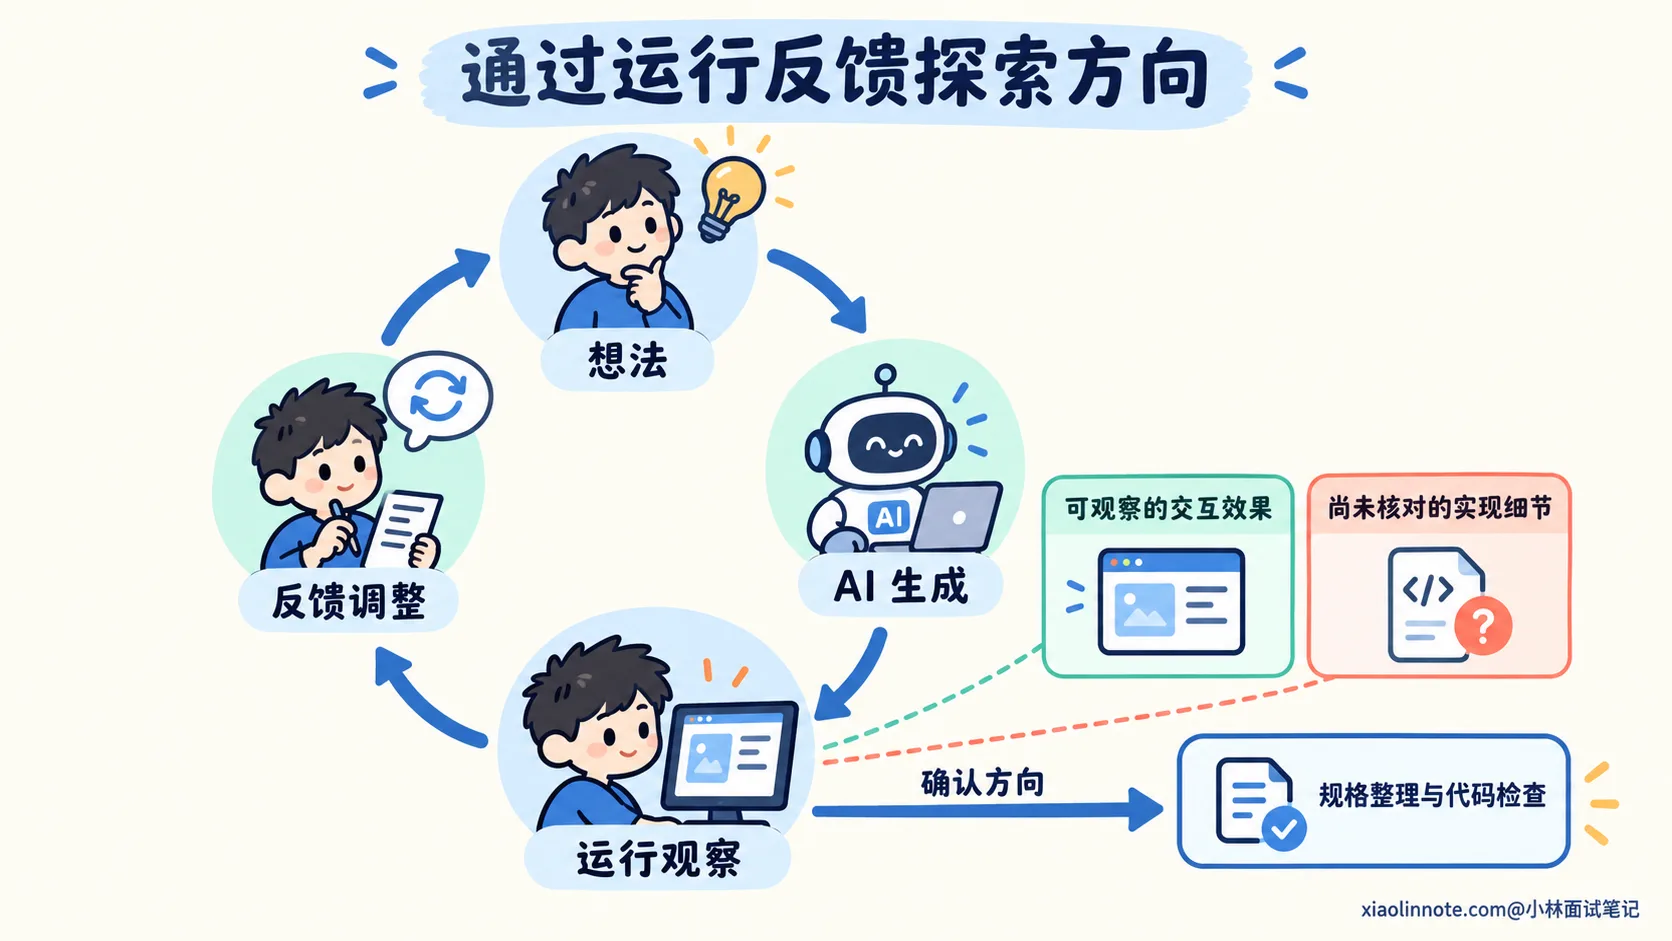 通过运行反馈探索方向
想法
AI
AI 生成
反馈调整
可观察的交互效果
尚未核对的实现细节
</>
?
运行观察
确认方向
规格整理与代码检查
xiaolinnote.com@小林面试笔记